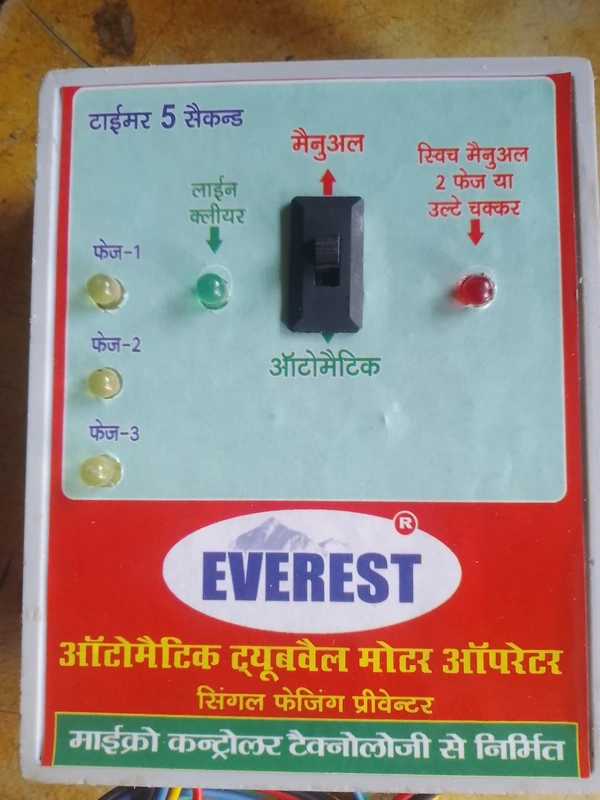 टाईमर 5 सैकन्ड
मैनुअल
स्विच मैनुअल
2 फेज या
उल्टे चक्कर
लाईन
क्लीयर
फेज-1
फेज-2
ऑटोमैटिक
फेज-3
EVEREST ®
ऑटोमैटिक ट्यूबवैल मोटर ऑपरेटर
सिंगल फेजिंग प्रीवेन्टर
माईक्रो कन्ट्रोलर टैक्नोलोजी से निर्मित